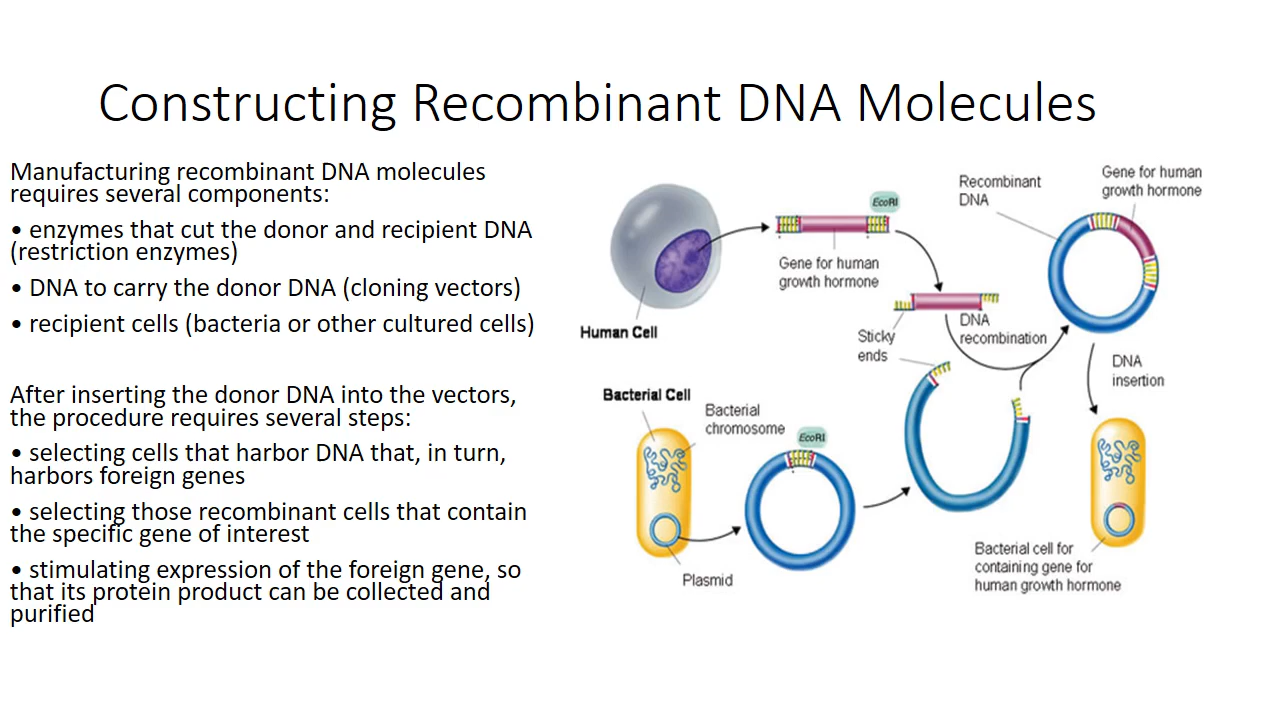 Constructing Recombinant DNA Molecules
Manufacturing recombinant DNA molecules
requires several components:
• enzymes that cut the donor and recipient DNA
(restriction enzymes)
• DNA to carry the donor DNA (cloning vectors)
• recipient cells (bacteria or other cultured cells)
After inserting the donor DNA into the vectors,
the procedure requires several steps:
• selecting cells that harbor DNA that, in turn,
harbors foreign genes
• selecting those recombinant cells that contain
the specific gene of interest
• stimulating expression of the foreign gene, so
that its protein product can be collected and
purified
Human Cell
EcoRI
Gene for human
growth hormone
Recombinant
DNA
Gene for human
growth hormone
Sticky
ends
DNA
recombination
DNA
insertion
Bacterial Cell
Bacterial
chromosome
EcoRI
Plasmid
Bacterial cell for
containing gene for
human growth hormone